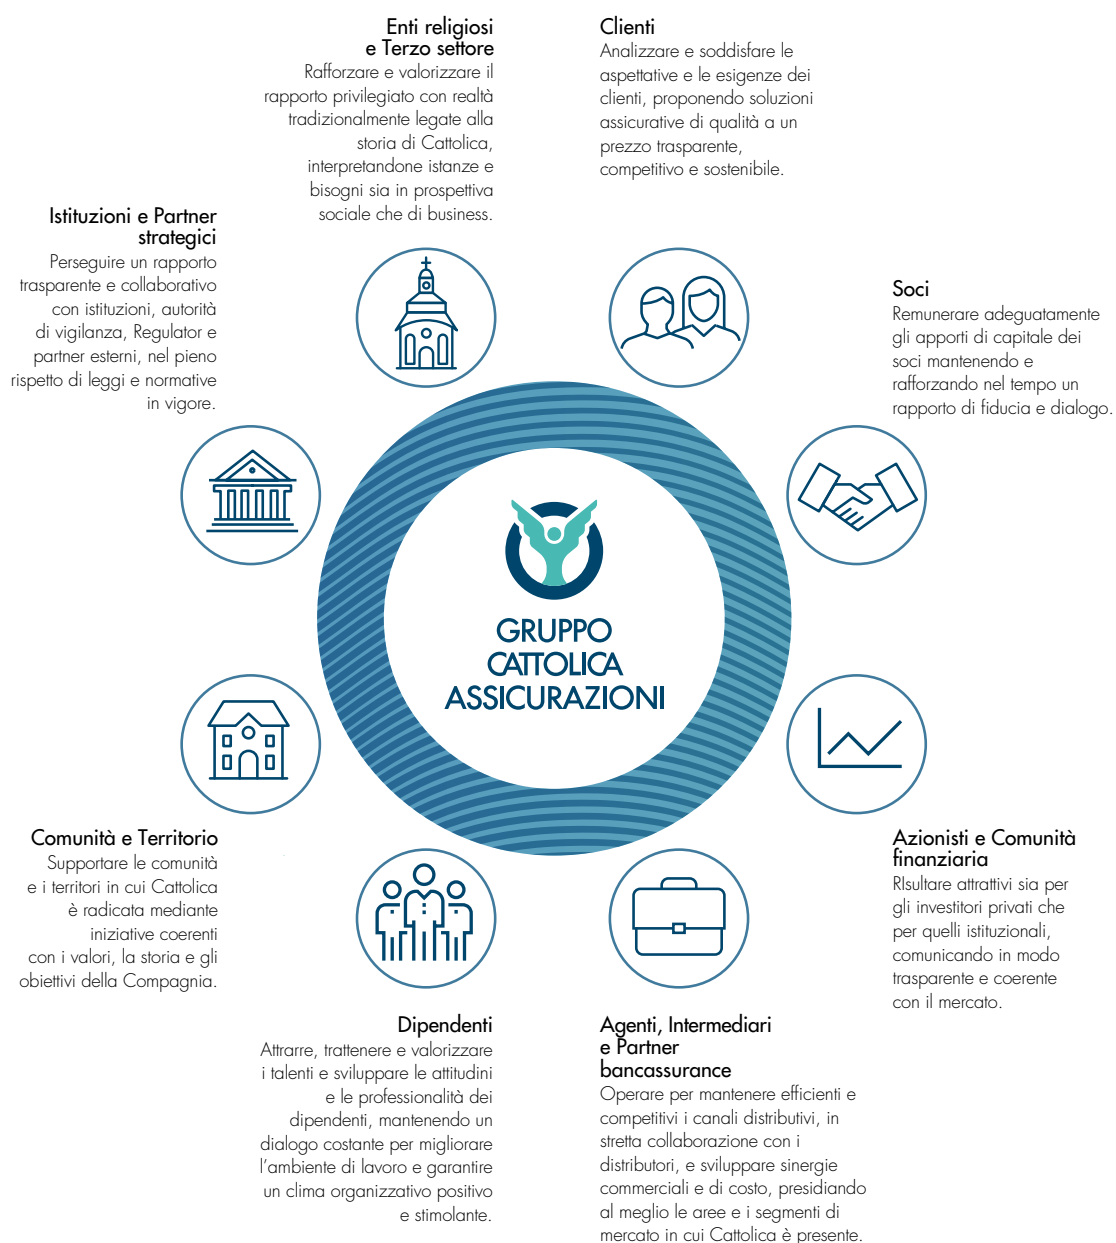 Enti religiosi
e Terzo settore
Rafforzare e valorizzare il
rapporto privilegiato con realtà
tradizionalmente legate alla
storia di Cattolica,
interpretandone istanze e
bisogni sia in prospettiva
sociale che di business.
Clienti
Analizzare e soddisfare le
aspettative e le esigenze dei
clienti, proponendo soluzioni
assicurative di qualità a un
prezzo trasparente,
competitivo e sostenibile.
Istituzioni e Partner
strategici
Perseguire un rapporto
trasparente e collaborativo
con istituzioni, autorità
di vigilanza, Regulator e
partner esterni, nel pieno
rispetto di leggi e normative
in vigore.
Soci
Remunerare adeguatamente
gli apporti di capitale dei
soci mantenendo e
rafforzando nel tempo un
rapporto di fiducia e dialogo.
GRUPPO
CATTOLICA
ASSICURAZIONI
Comunità e Territorio
Supportare le comunità
e i territori in cui Cattolica
è radicata mediante
iniziative coerenti
con i valori, la storia e gli
obiettivi della Compagnia.
Azionisti e Comunità
finanziaria
RIsultare attrattivi sia per
gli investitori privati che
per quelli istituzionali,
comunicando in modo
trasparente e coerente
con il mercato.
Dipendenti
Attrarre, trattenere e valorizzare
i talenti e sviluppare le attitudini
e le professionalità dei
dipendenti, mantenendo un
dialogo costante per migliorare
l'ambiente di lavoro e garantire
un clima organizzativo positivo
e stimolante.
Agenti, Intermediari
e Partner
bancassurance
Operare per mantenere efficienti e
competitivi i canali distributivi, in
stretta collaborazione con i
distributori, e sviluppare sinergie
commerciali e di costo, presidiando
al meglio le aree e i segmenti di
mercato in cui Cattolica è presente.